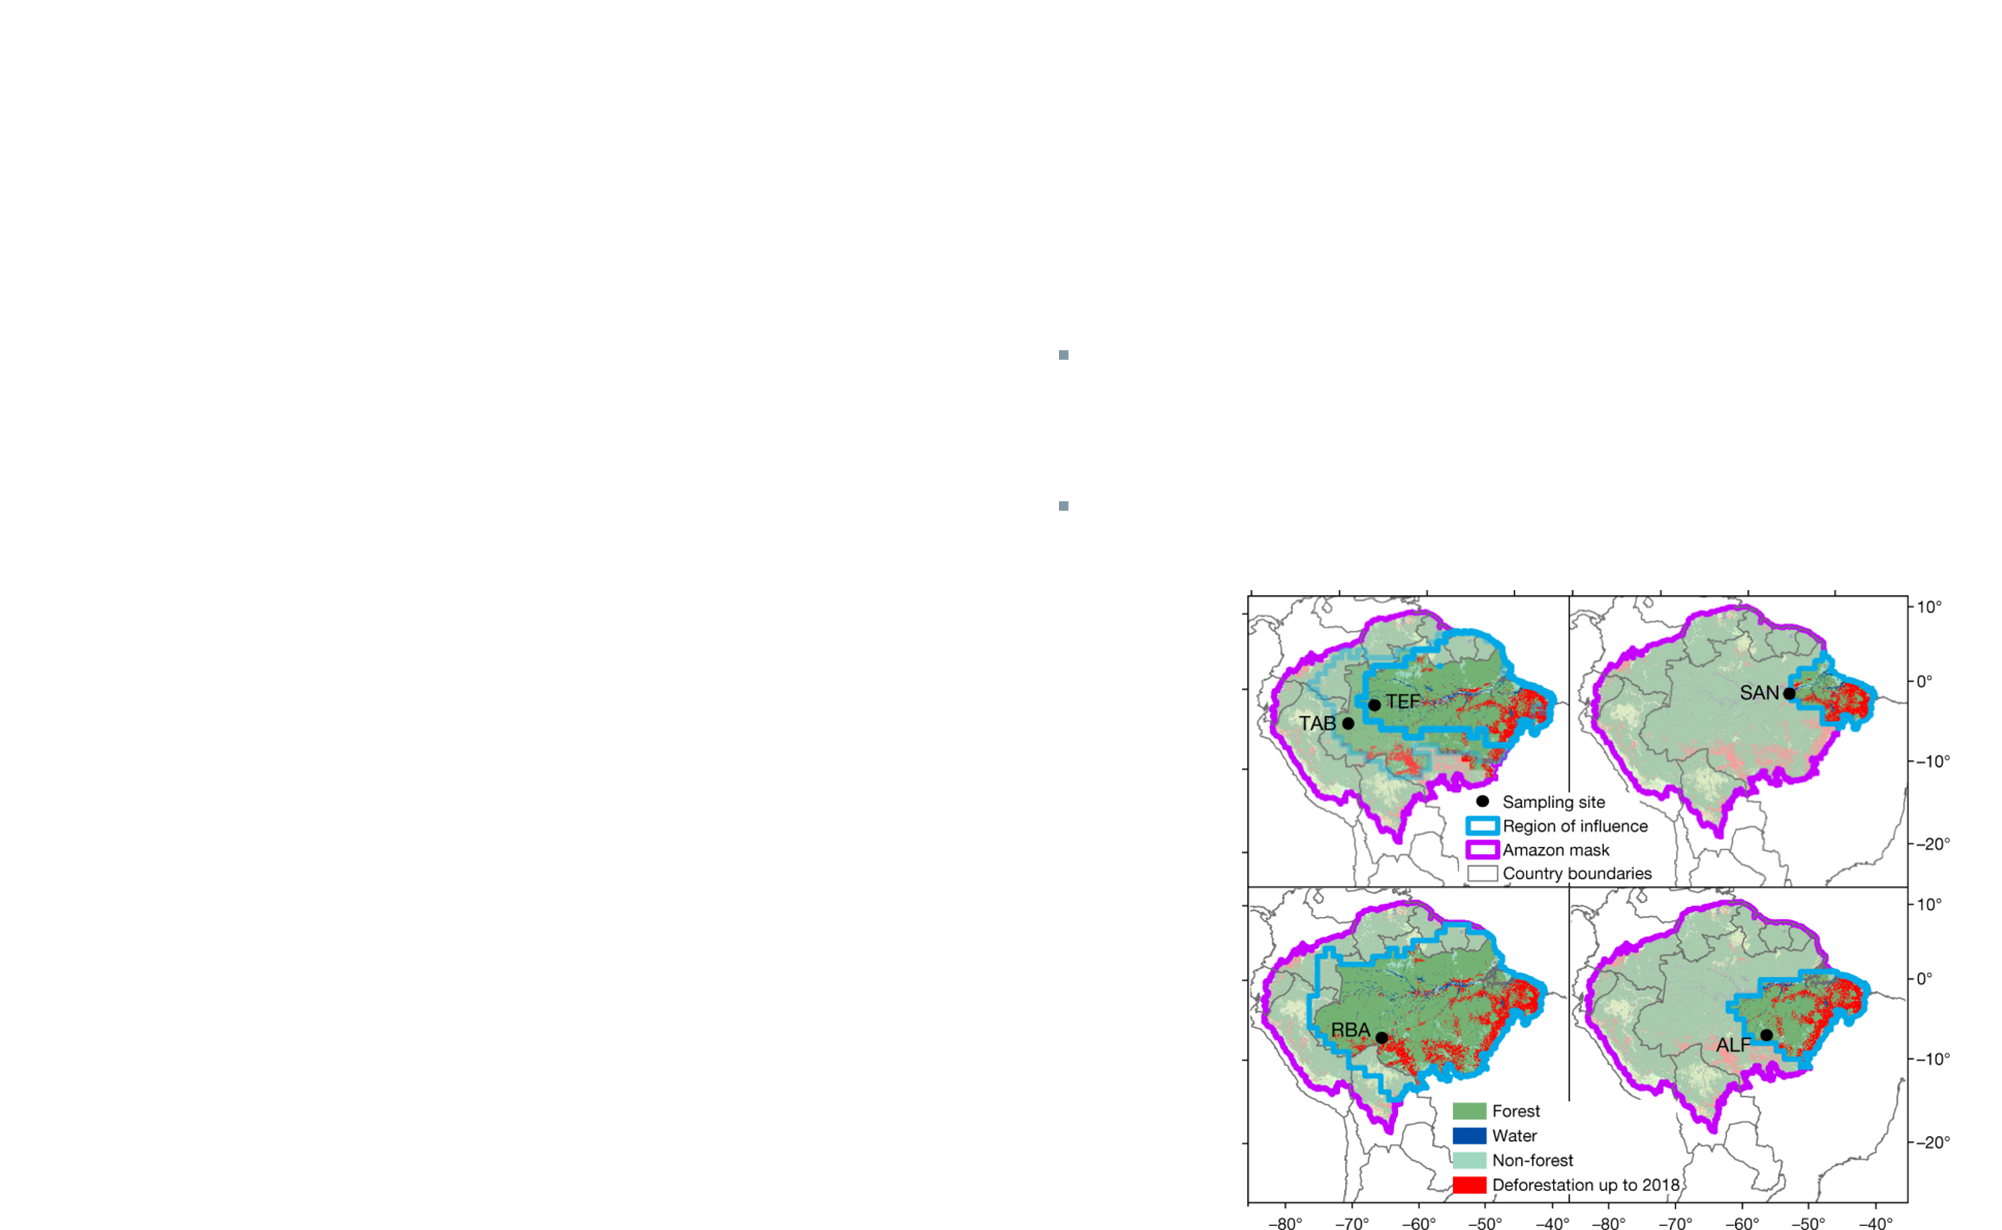 10°
SAN
0°
TEF
TAB
–10°
Sampling site
Region of influence
Amazon mask
–20°
Country boundaries
10°
0°
RBA
ALF
–10°
Forest
Water
–20°
Non-forest
Deforestation up to 2018
–80° –70° –60° –50° –40° –80° –70° –60° –50° –40°